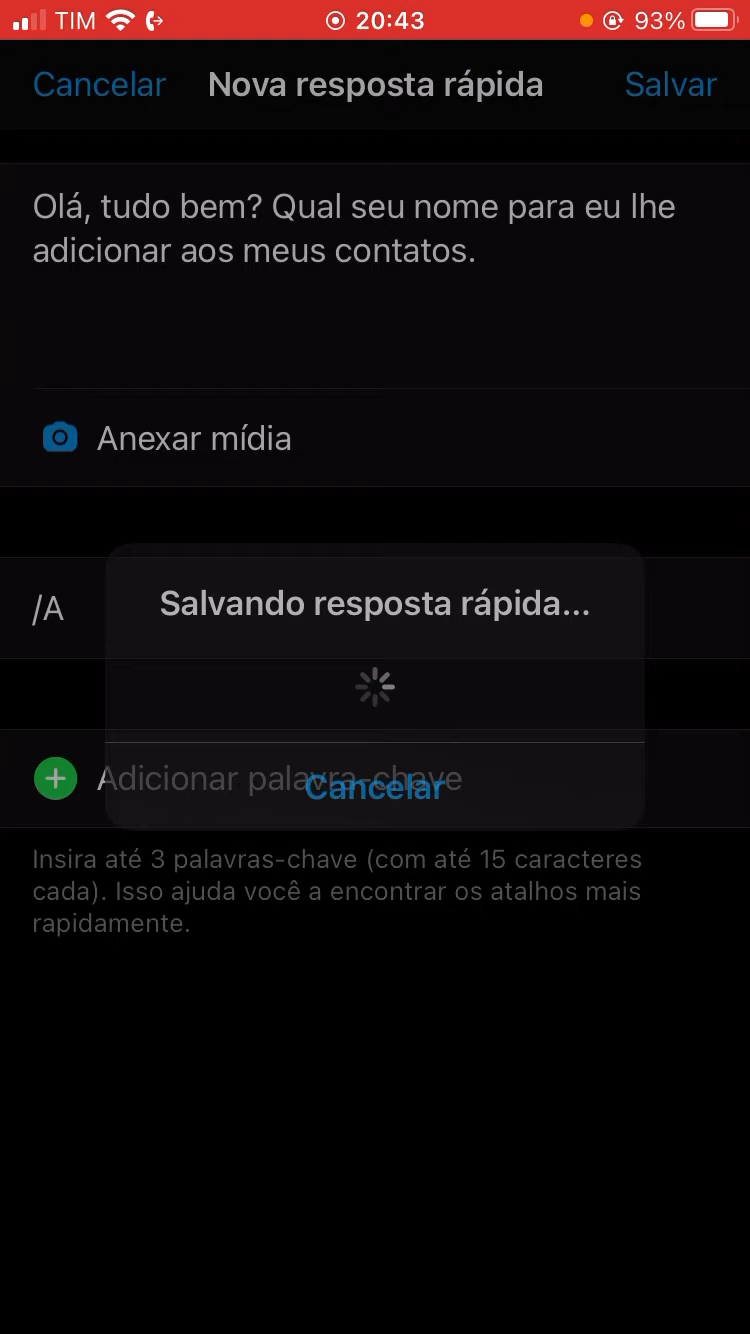 TIM 20:43 93%
Cancelar Nova resposta rápida Salvar
Olá, tudo bem? Qual seu nome para eu lhe
adicionar aos meus contatos.
Anexar mídia
/A
Salvando resposta rápida...
Adicionar palavra-chave
Cancelar
Insira até 3 palavras-chave (com até 15 caracteres
cada). Isso ajuda você a encontrar os atalhos mais
rapidamente.